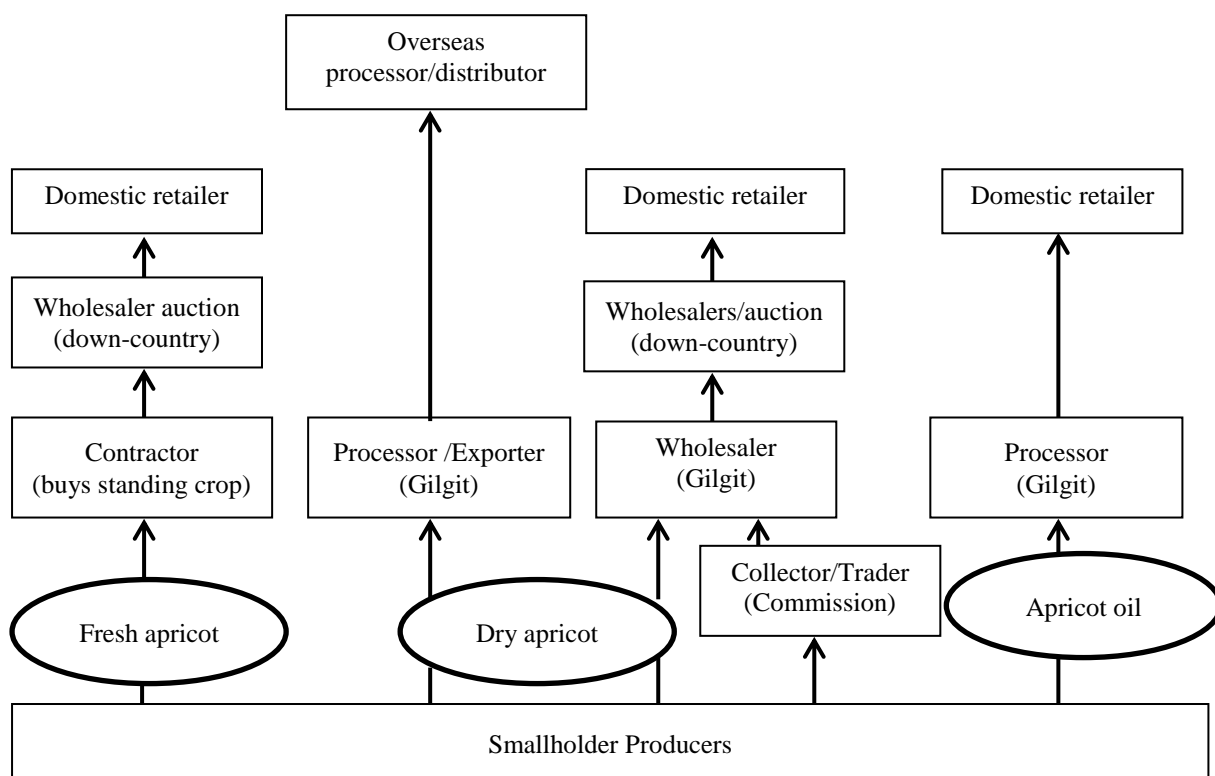 Overseas
processor/distributor
Domestic retailer
Domestic retailer
Domestic retailer
Wholesaler auction
(down-country)
Wholesalers/auction
(down-country)
Contractor
(buys standing crop)
Processor /Exporter
(Gilgit)
Wholesaler
(Gilgit)
Processor
(Gilgit)
Collector/Trader
(Commission)
Fresh apricot
Dry apricot
Apricot oil
Smallholder Producers